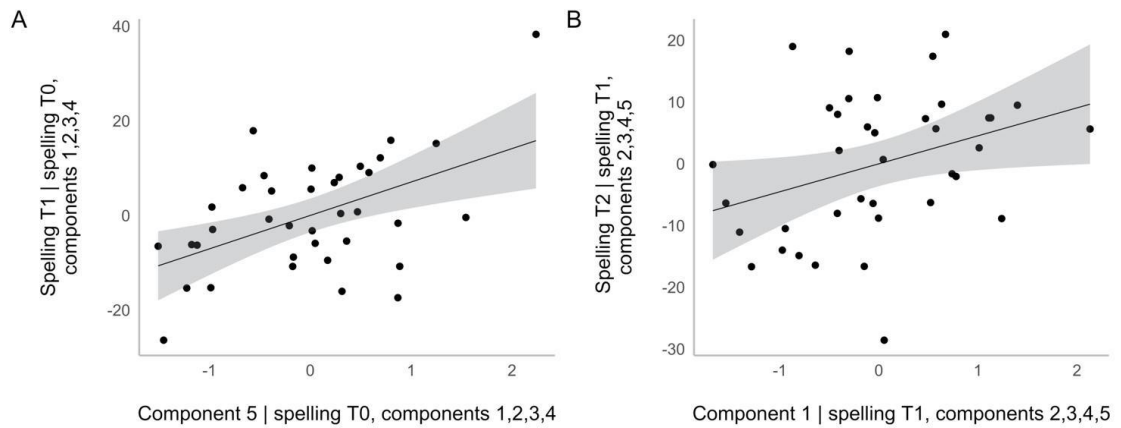 A
Spelling T1 | spelling T0,
components 1,2,3,4
40
20
0
-20
-1
0
1
2
Component 5 | spelling T0, components 1,2,3,4
B
Spelling T2 | spelling T1,
components 2,3,4,5
20
10
0
-10
-20
-30
-1
0
1
2
Component 1 | spelling T1, components 2,3,4,5